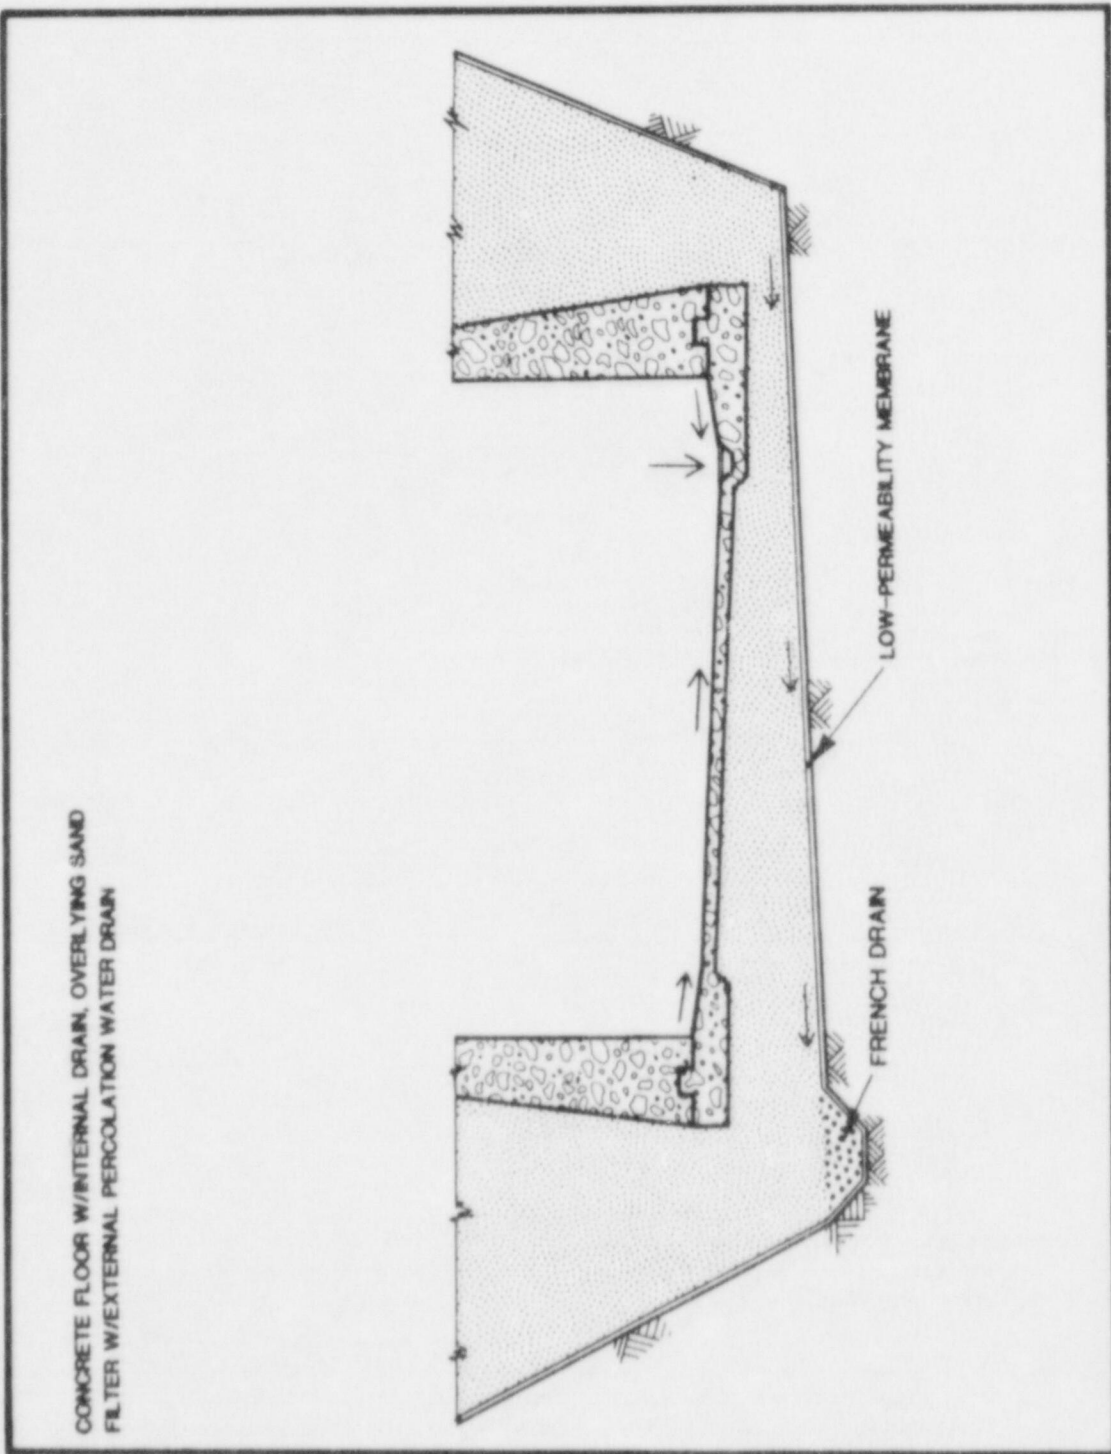 CONCRETE FLOOR W/INTERNAL DRAIN, OVERLYING SAND
FILTER W/EXTERNAL PERCOLATION WATER DRAIN
LOW-PERMEABILITY MEMBRANE
FRENCH DRAIN